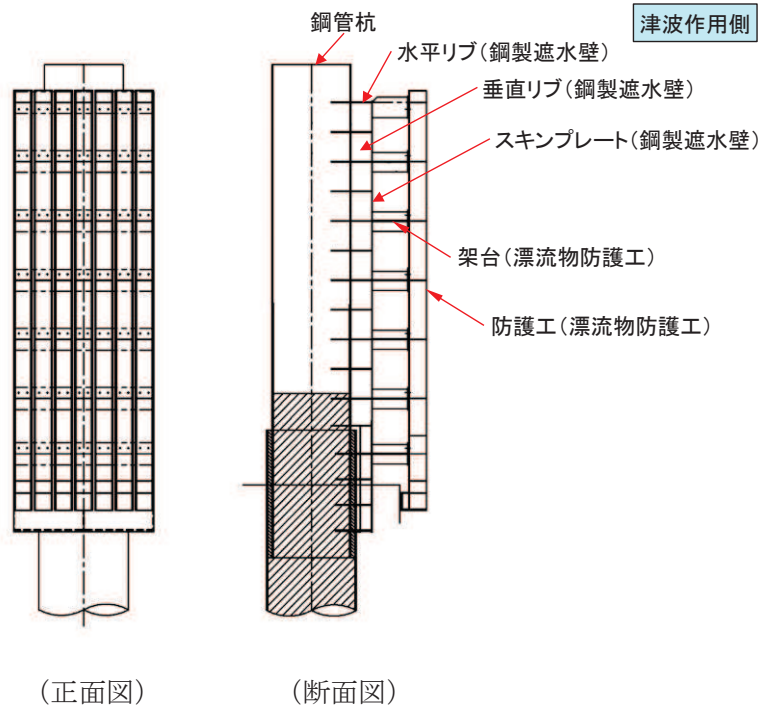 鋼管杭
津波作用側
水平リブ(鋼製遮水壁)
垂直リブ(鋼製遮水壁)
スキンプレート(鋼製遮水壁)
架台(漂流物防護工)
防護工(漂流物防護工)
(正面図)
(断面図)